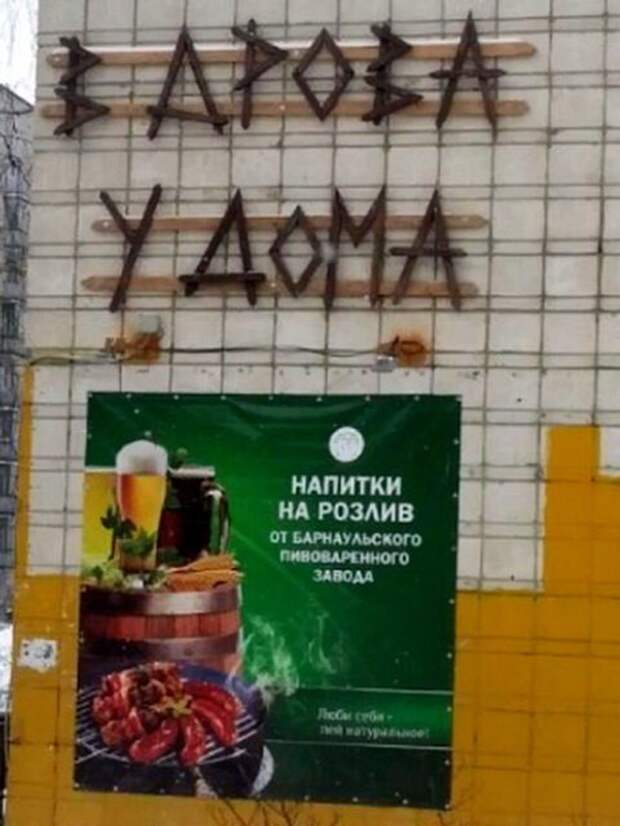 В ДРОВА
У ДОМА
НАПИТКИ
НА РОЗЛИВ
ОТ БАРНАУЛЬСКОГО
ПИВОВАРЕННОГО
ЗАВОДА
Люби себя -
пей натуральное!